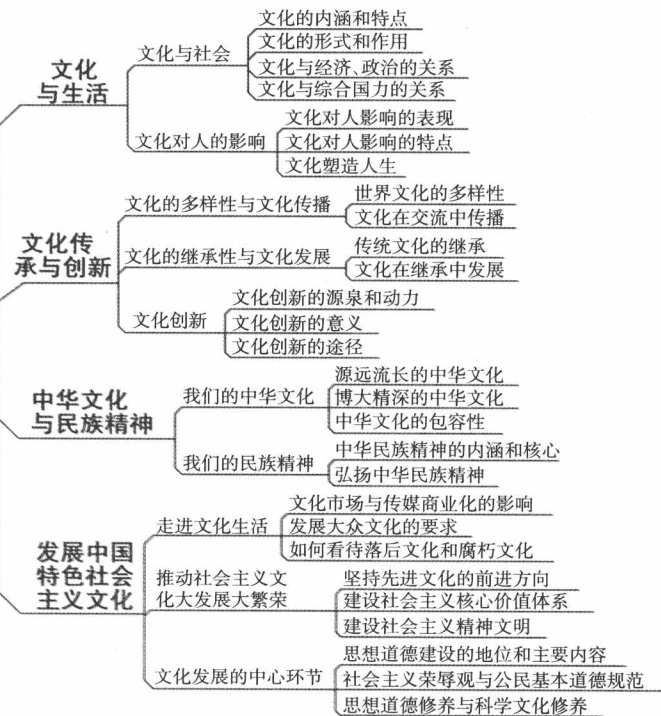 文化
与生活
文化与社会
文化的内涵和特点
文化的形式和作用
文化与经济、政治的关系
文化与综合国力的关系
文化对人的影响
文化对人影响的表现
文化对人影响的特点
文化塑造人生
文化传
承与创新
文化的多样性与文化传播
世界文化的多样性
文化在交流中传播
文化的继承性与文化发展
传统文化的继承
文化在继承中发展
文化创新
文化创新的源泉和动力
文化创新的意义
文化创新的途径
中华文化
与民族精神
我们的中华文化
源远流长的中华文化
博大精深的中华文化
中华文化的包容性
我们的民族精神
中华民族精神的内涵和核心
弘扬中华民族精神
发展中国
特色社会
主义文化
走进文化生活
文化市场与传媒商业化的影响
发展大众文化的要求
如何看待落后文化和腐朽文化
推动社会主义文
化大发展大繁荣
坚持先进文化的前进方向
建设社会主义核心价值体系
建设社会主义精神文明
文化发展的中心环节
思想道德建设的地位和主要内容
社会主义荣辱观与公民基本道德规范
思想道德修养与科学文化修养